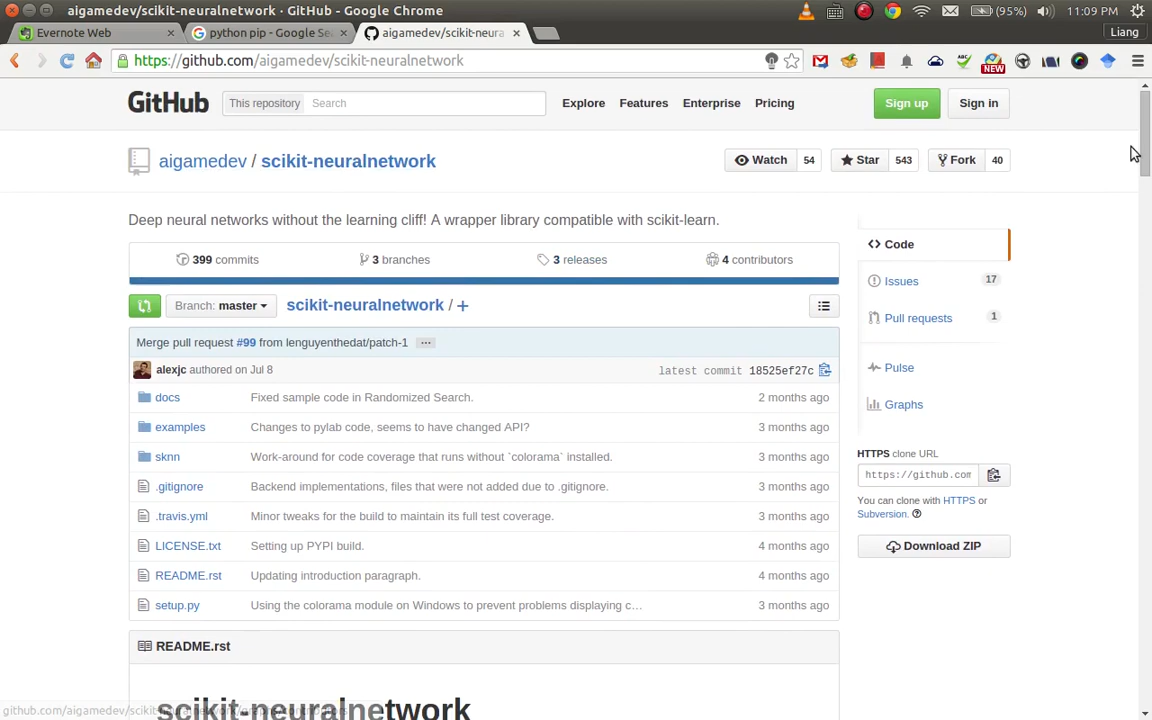 aigamedev/scikit-neuralnetwork · GitHub - Google Chrome
(95%)
11:09 PM
Evernote Web
python pip - Google Se
aigamedev/scikit-neura
Liang
https://github.com/aigamedev/scikit-neuralnetwork
ABC
NEW
GitHub
This repository
Search
Explore
Features
Enterprise
Pricing
Sign up
Sign in
aigamedev / scikit-neuralnetwork
Watch 54
Star 543
Fork 40
Deep neural networks without the learning cliff! A wrapper library compatible with scikit-learn.
399 commits
3 branches
3 releases
4 contributors
Branch: master
scikit-neuralnetwork / +
Merge pull request #99 from lenguyenthedat/patch-1 ...
alexjc authored on Jul 8
latest commit 18525ef27c
docs Fixed sample code in Randomized Search. 2 months ago
examples Changes to pylab code, seems to have changed API? 3 months ago
sknn Work-around for code coverage that runs without `colorama` installed. 3 months ago
.gitignore Backend implementations, files that were not added due to .gitignore. 3 months ago
.travis.yml Minor tweaks for the build to maintain its full test coverage. 3 months ago
LICENSE.txt Setting up PYPI build. 4 months ago
README.rst Updating introduction paragraph. 4 months ago
setup.py Using the colorama module on Windows to prevent problems displaying c… 3 months ago
Code
Issues 17
Pull requests 1
Pulse
Graphs
HTTPS clone URL
https://github.com
You can clone with HTTPS or
Subversion.
Download ZIP
README.rst
scikit-neuralnetwork